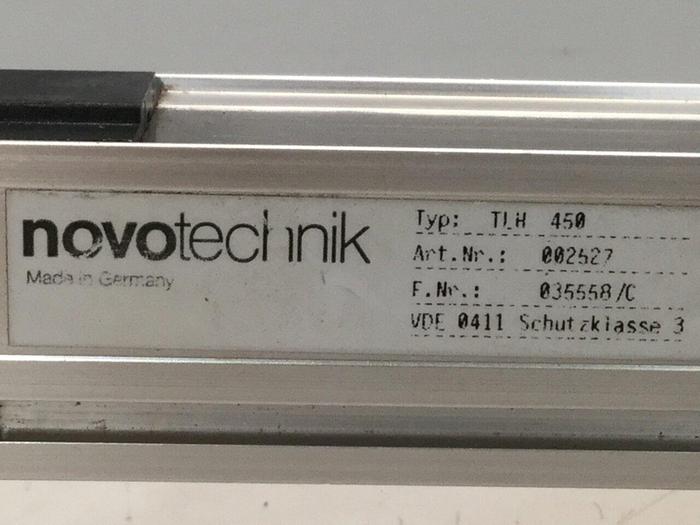 novotechnik
Made in Germany
Typ: TLH 450
Art.Nr.: 002527
F.Nr.: 035558/C
VDE 0411 Schutzklasse 3